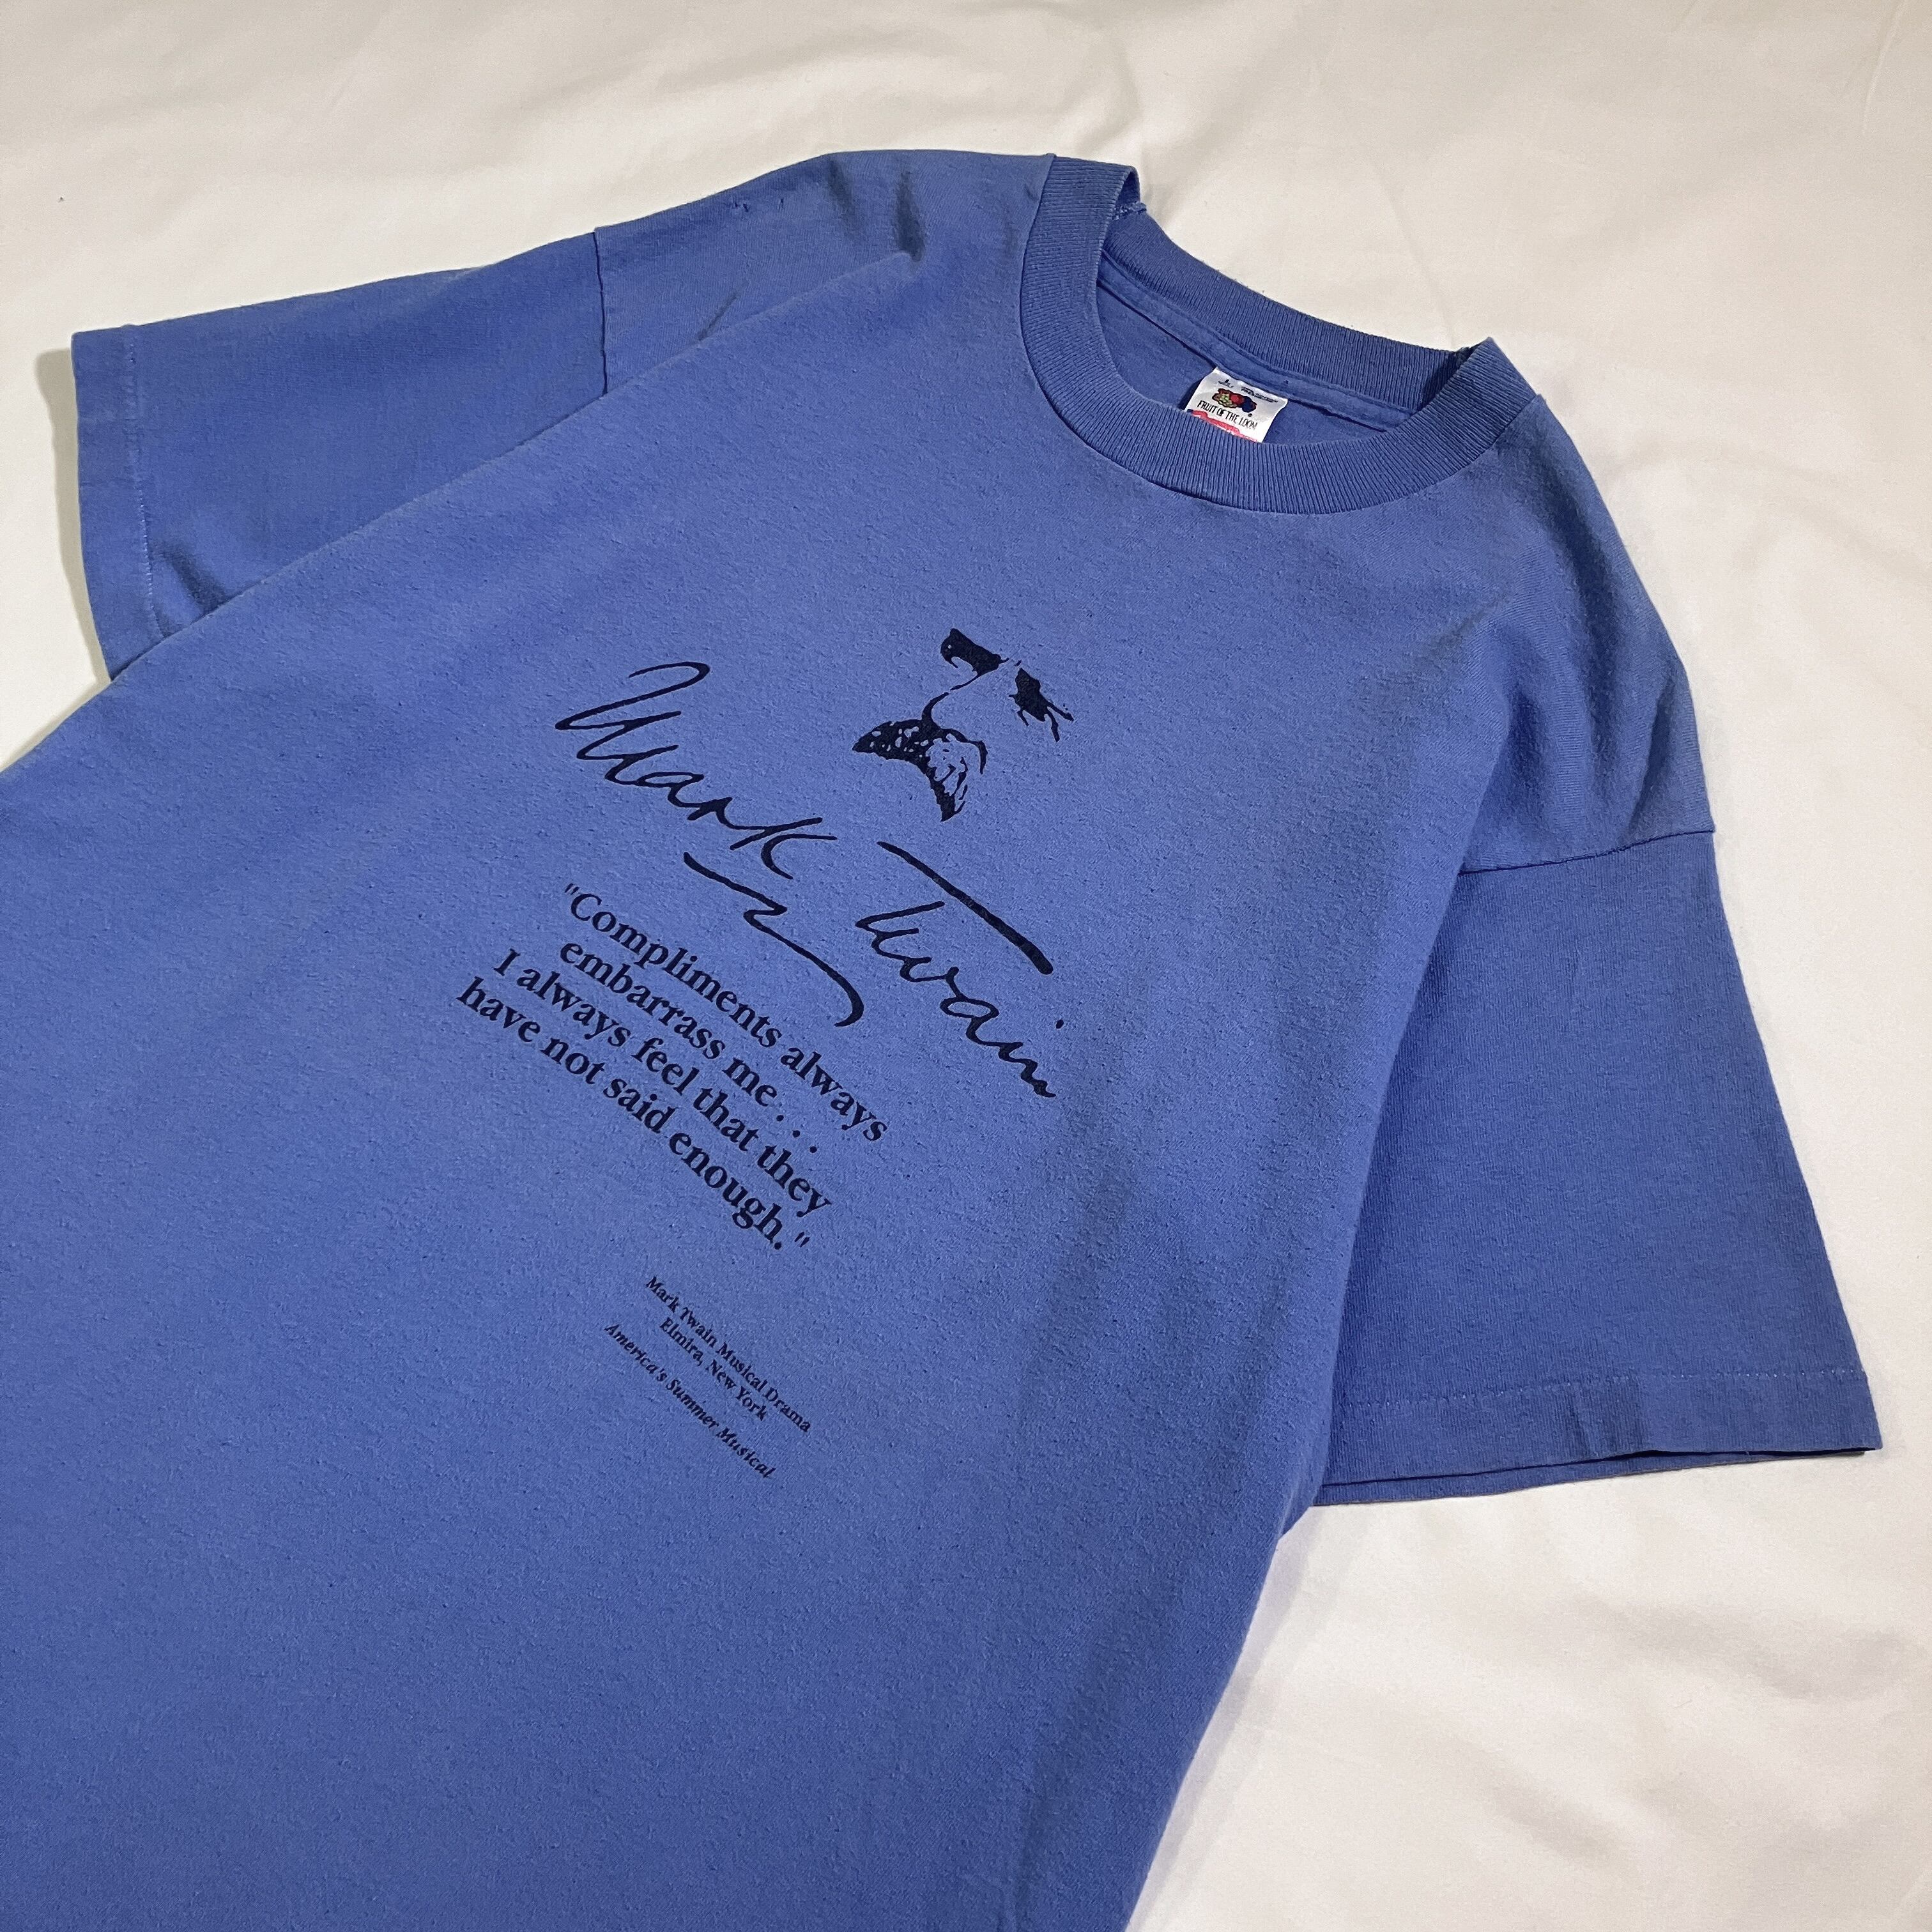 L
FRUIT OF THE LOOM
Mark Twain
"Compliments always
embarrass me...
I always feel that they
have not said enough."
Mark Twain Musical Drama
Elmira, New York
America's Summer Musical